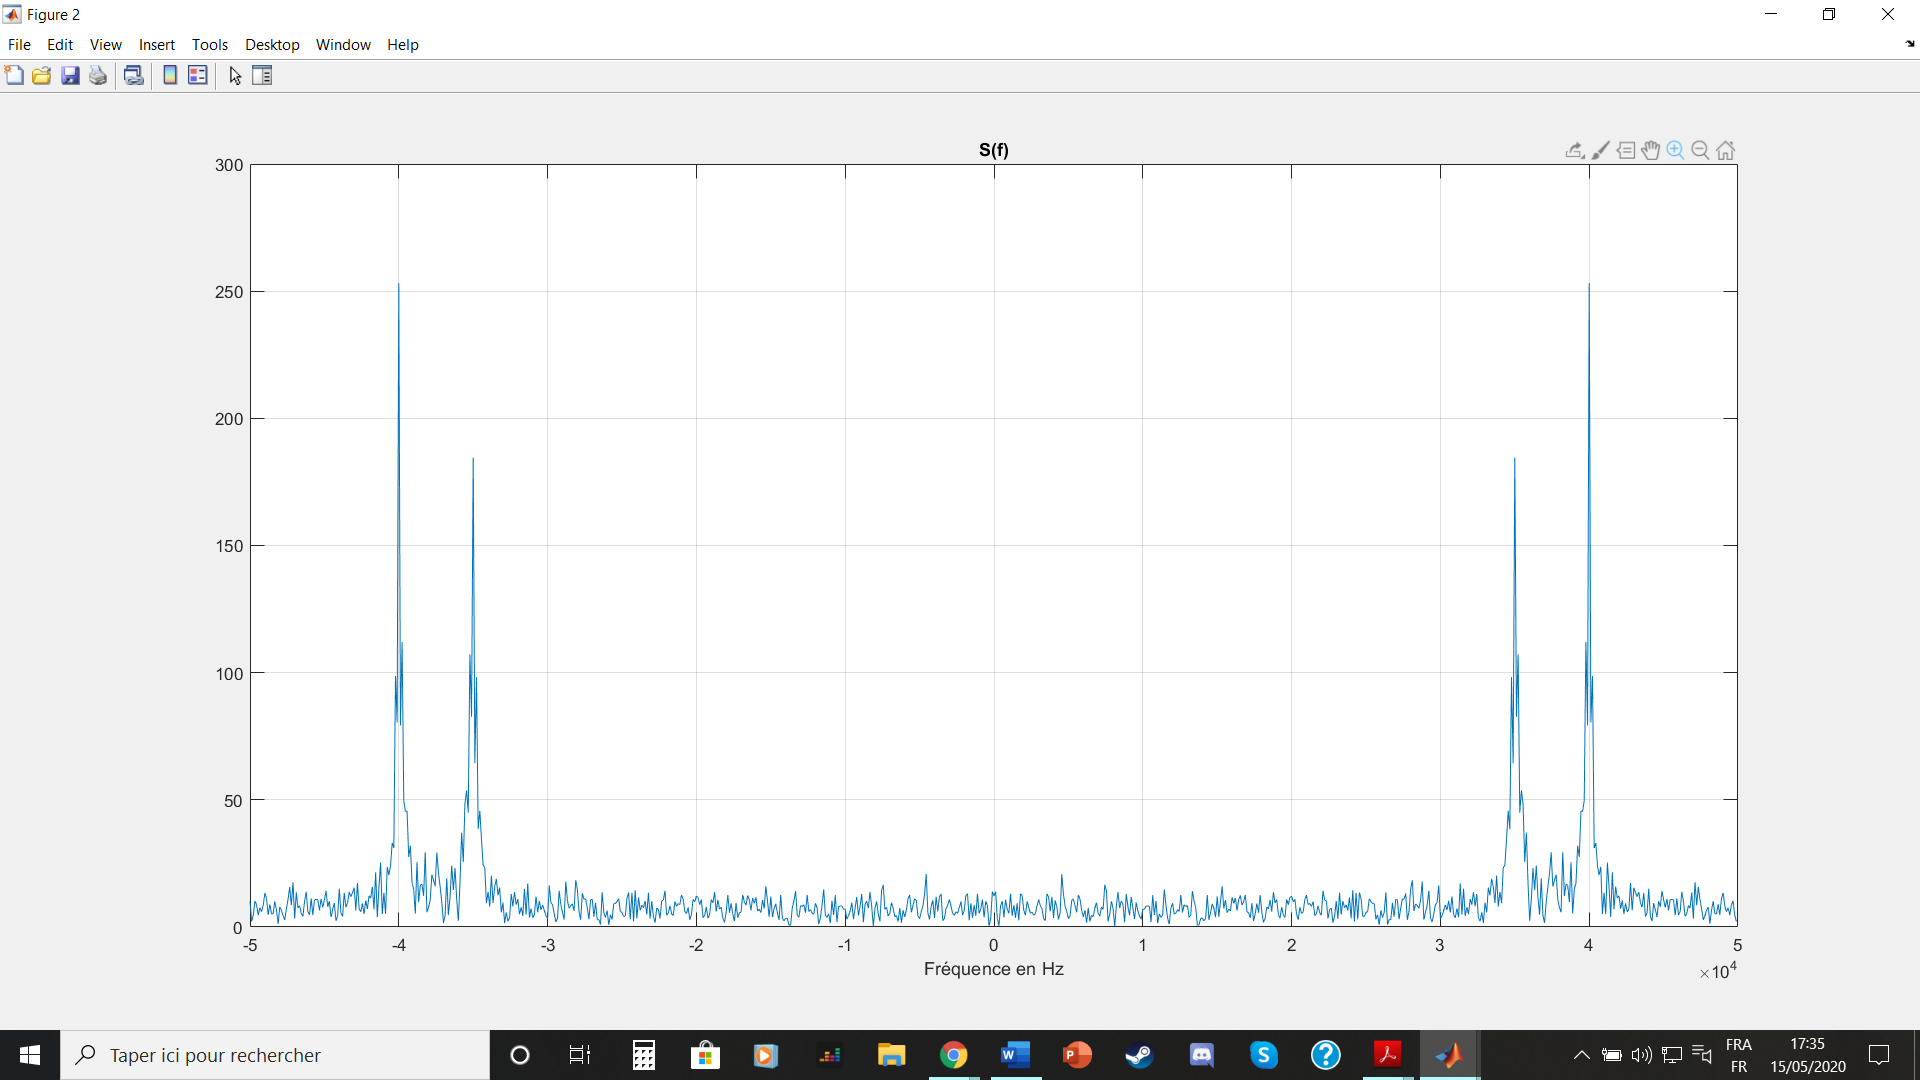 Figure 2
File Edit View Insert Tools Desktop Window Help
S(f)
300
250
200
150
100
50
0
-5 -4 -3 -2 -1 0 1 2 3 4 5
Fréquence en Hz
×10^4
Taper ici pour rechercher
FRA
FR
17:35
15/05/2020